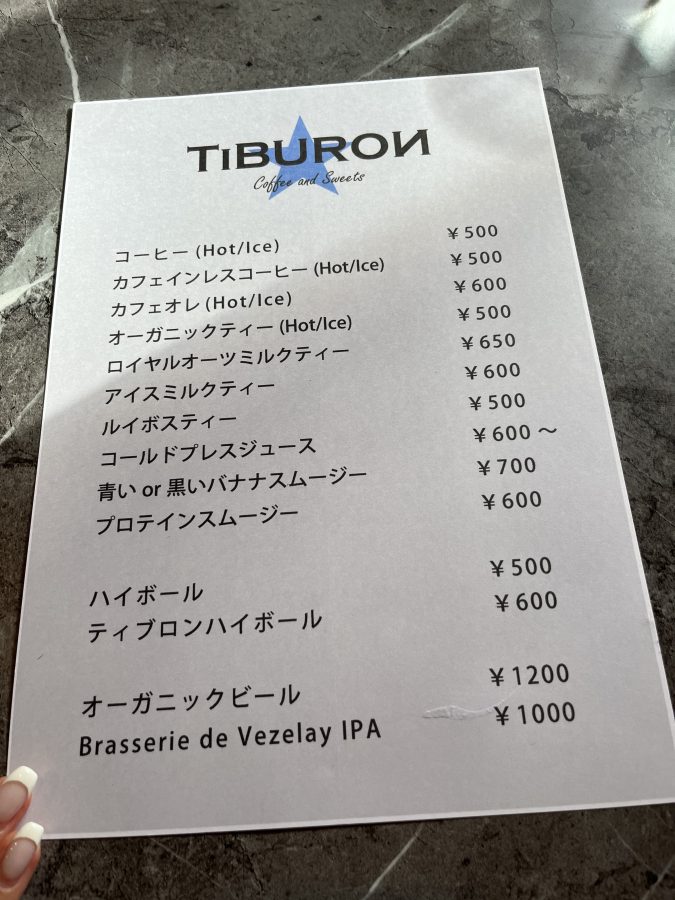 TIBURON
Coffee and Sweets
コーヒー (Hot/Ice) ¥500
カフェインレスコーヒー (Hot/Ice) ¥500
カフェオレ (Hot/Ice) ¥600
オーガニックティー (Hot/Ice) ¥500
ロイヤルオーツミルクティー ¥650
アイスミルクティー ¥600
ルイボスティー ¥500
コールドプレスジュース ¥600 〜
青い or 黒いバナナスムージー ¥700
プロテインスムージー ¥600
ハイボール ¥500
ティブロンハイボール ¥600
オーガニックビール ¥1200
Brasserie de Vezelay IPA ¥1000